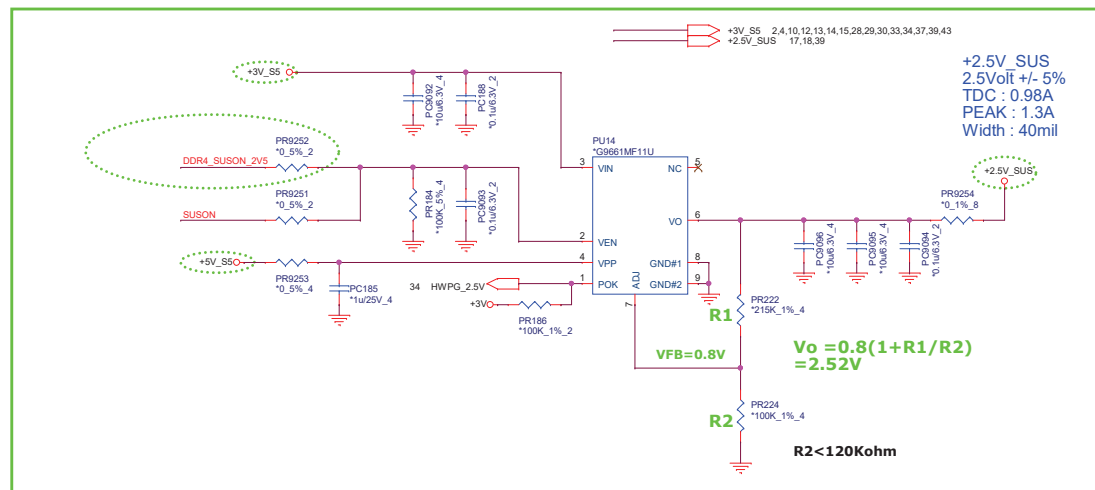 +3V_S5 2,4,10,12,13,14,15,28,29,30,33,34,37,39,43
+2.5V_SUS 17,18,39
+2.5V_SUS
2.5Volt +/- 5%
TDC : 0.98A
PEAK : 1.3A
Width : 40mil
+3V_S5
PC9092
*10u/6.3V_4
PC188
*0.1u/6.3V_2
PU14
*G9661MF11U
DDR4_SUSON_2V5
PR9252
*0_5%_2
PR9251
*0_5%_2
SUSON
PR184
*100K_5%_4
PC9093
*0.1u/6.3V_2
3
VIN
NC
5
2
VEN
VO
6
4
VPP
GND#1
8
1
POK
GND#2
9
ADJ
7
+5V_S5
PR9253
*0_5%_4
PC185
*1u/25V_4
34 HWPG_2.5V
+3V
PR186
*100K_1%_2
PR9254
*0_1%_8
+2.5V_SUS
PC9096
*10u/6.3V_4
PC9095
*10u/6.3V_4
PC9094
*0.1u/6.3V_2
R1
PR222
*215K_1%_4
VFB=0.8V
Vo =0.8(1+R1/R2)
=2.52V
R2
PR224
*100K_1%_4
R2<120Kohm